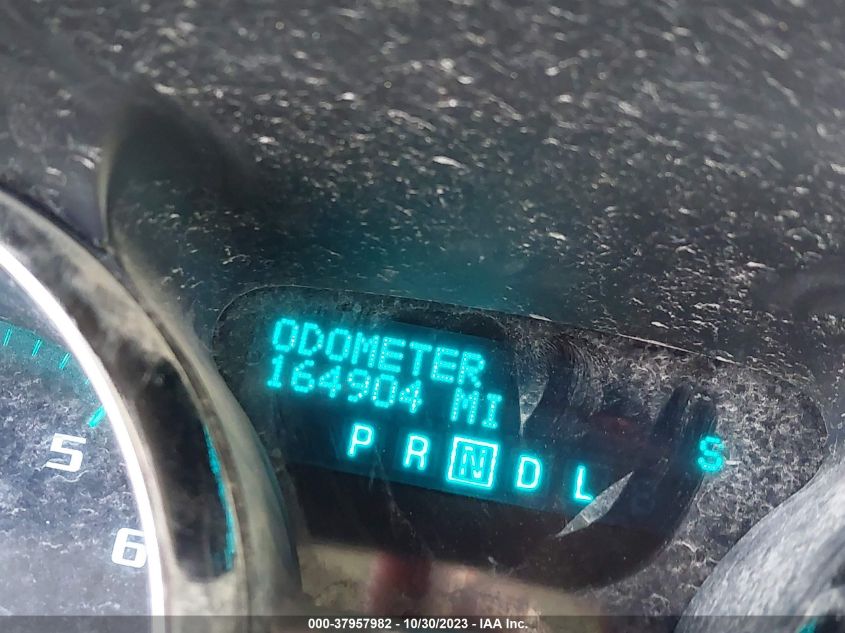 ODOMETER
164904 MI
P R N D L
S
5
6
000-37957982 - 10/30/2023 - IAA Inc.